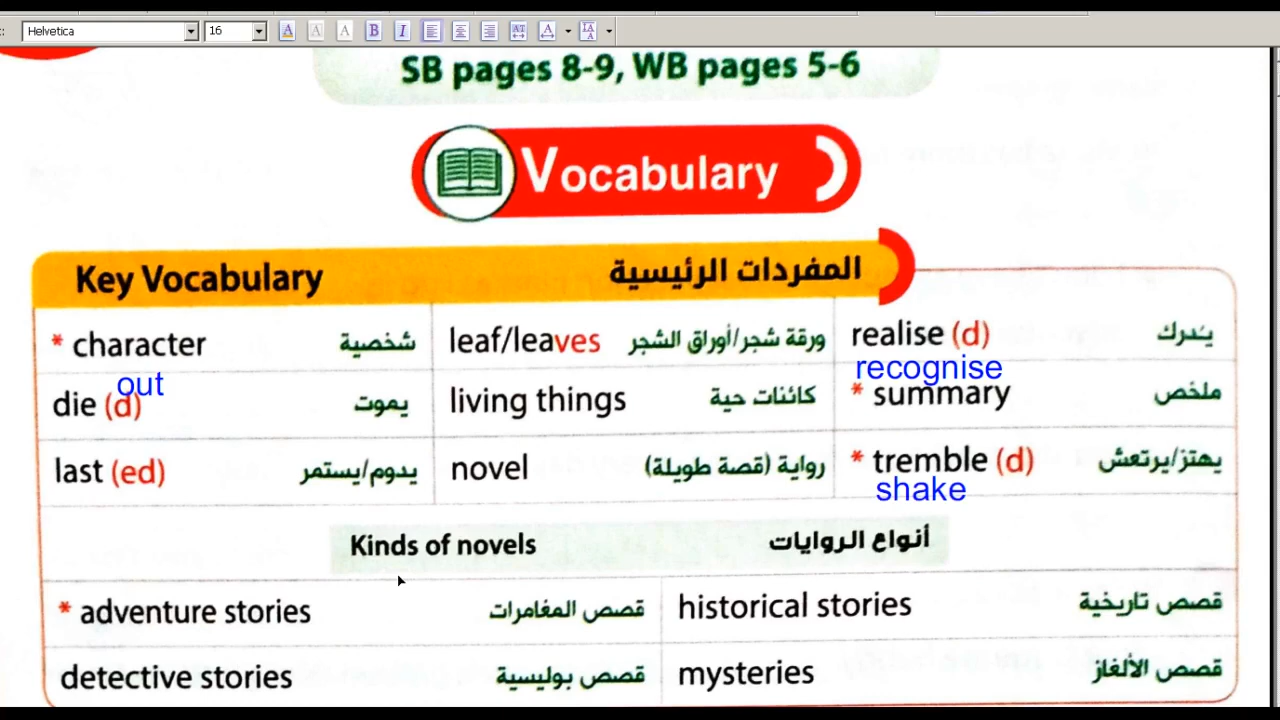 Helvetica 16
SB pages 8-9, WB pages 5-6
Vocabulary
Key Vocabulary المفردات الرئيسية
* character شخصية leaf/leaves ورقة شجر/أوراق الشجر realise (d) يُدرك
out recognise
die (d) يموت living things كائنات حية * summary ملخص
last (ed) يدوم/يستمر novel رواية (قصة طويلة) * tremble (d) يهتز/يرتعش
shake
Kinds of novels أنواع الروايات
* adventure stories قصص المغامرات historical stories قصص تاريخية
detective stories قصص بوليسية mysteries قصص الألغاز